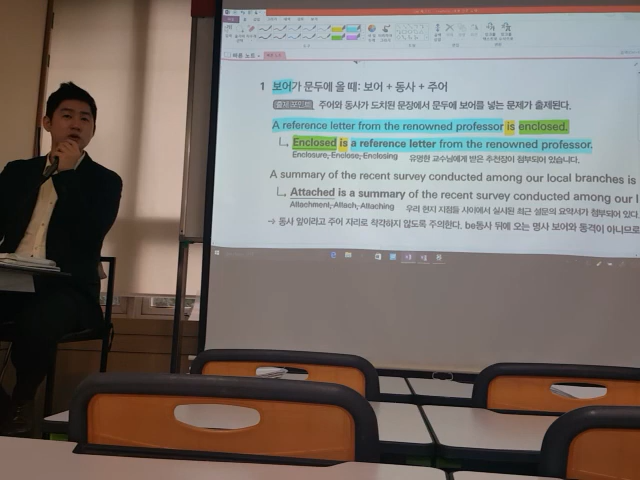 1 보어가 문두에 올 때: 보어 + 동사 + 주어
출제 포인트 주어와 동사가 도치된 문장에서 문두에 보어를 넣는 문제가 출제된다.
A reference letter from the renowned professor is enclosed.
Enclosed is a reference letter from the renowned professor.
Enclosure, Enclose, Enclosing 유명한 교수님에게 받은 추천장이 첨부되어 있습니다.
A summary of the recent survey conducted among our local branches is
Attached is a summary of the recent survey conducted among our l
Attachment, Attach, Attaching 우리 현지 지점들 사이에서 실시된 최근 설문의 요약서가 첨부되어 있다.
→ 동사 앞이라고 주어 자리로 착각하지 않도록 주의한다. be동사 뒤에 오는 명사 보어와 동격이 아니므로